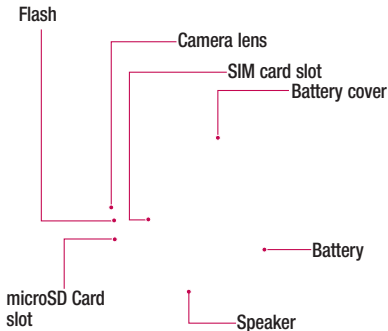 Flash
Camera lens
SIM card slot
Battery cover
Battery
microSD Card
slot
Speaker